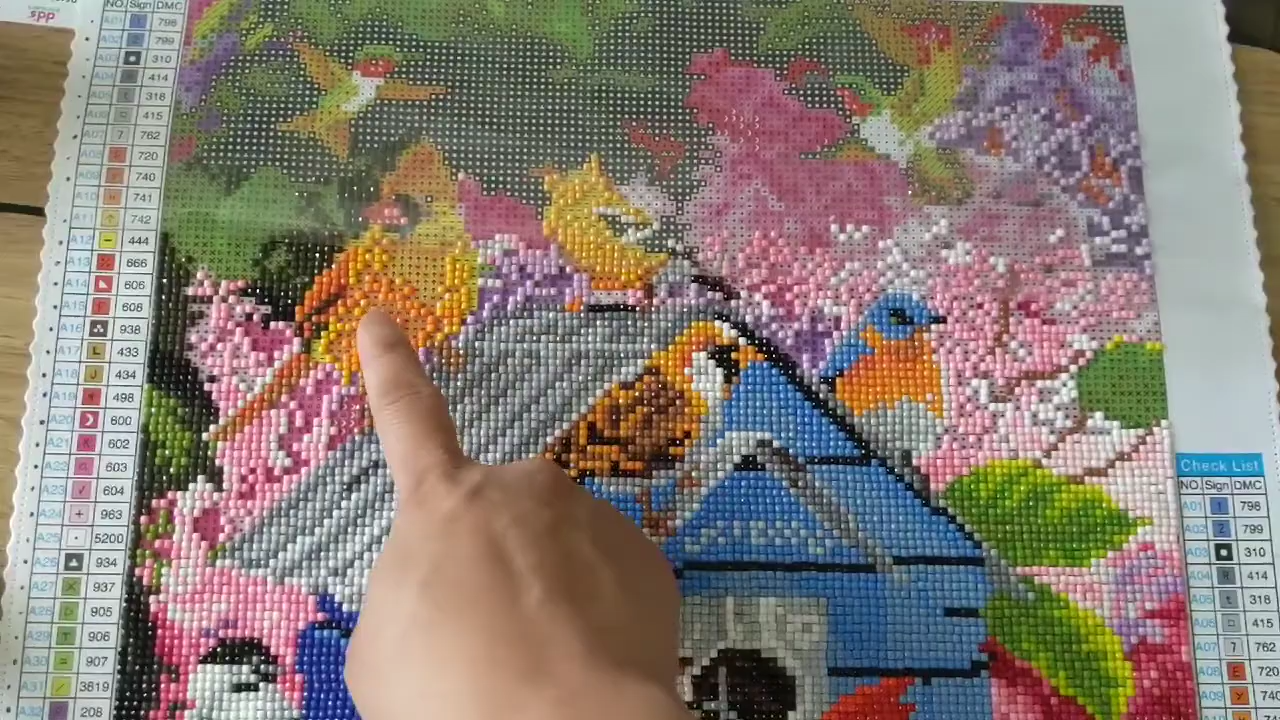 dds
NO. Sign DMC
A01 798
A02 2 799
A03 310
A04 414
A05 t 318
A06 415
A07 7 762
A08 720
A09 740
A10 741
A11 742
A12 444
A13 666
A14 606
A15 608
A16 938
A17 L 433
A18 J 434
A19 498
A20 600
A21 K 602
A22 603
A23 604
A24 + 963
A25 5200
A26 934
A27 937
A28 905
A29 T 906
A30 907
A31 3819
A32 208
Check List
NO. Sign DMC
A01 1 798
A02 2 799
A03 310
A04 R 414
A05 t 318
A06 415
A07 7 762
A08 E 720
A09 Y 740